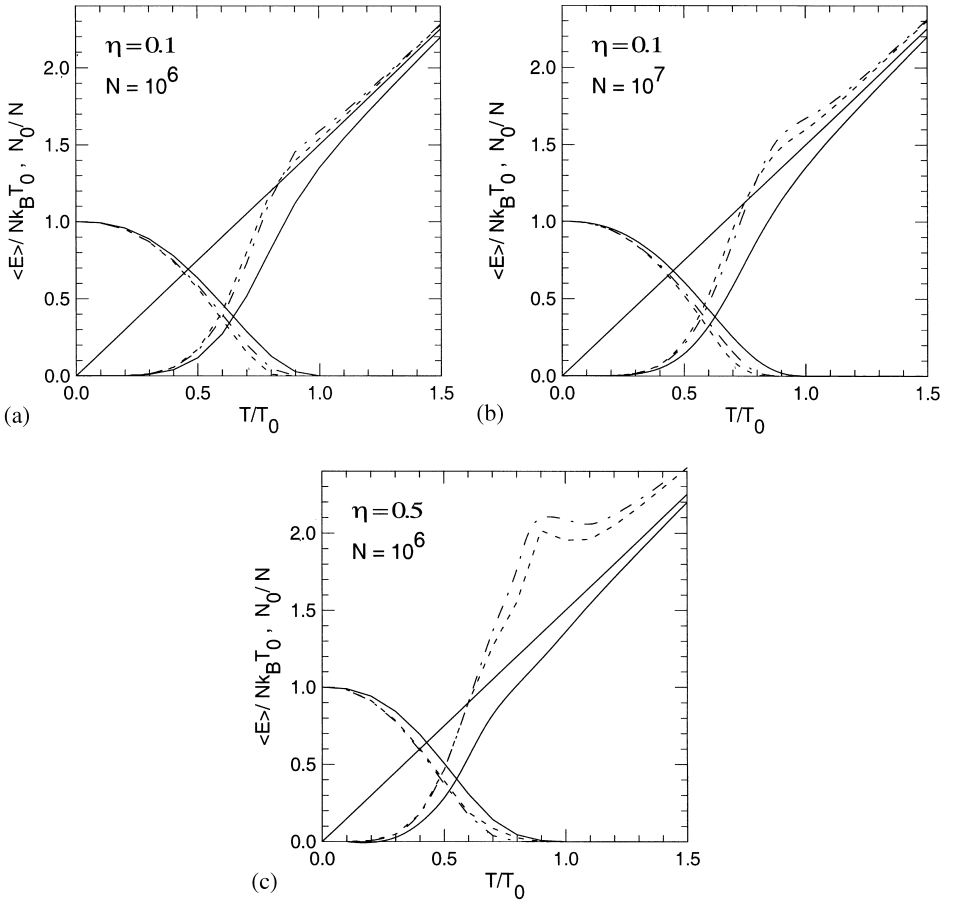 η=0.1
N = 10^6
<E>/ Nk_BT_0 , N_0/ N
2.0
1.5
1.0
0.5
0.0
0.0 0.5 1.0 1.5
T/T_0
(a)
η=0.1
N = 10^7
<E>/ Nk_BT_0 , N_0/ N
2.0
1.5
1.0
0.5
0.0
0.0 0.5 1.0 1.5
T/T_0
(b)
η=0.5
N = 10^6
<E>/ Nk_BT_0 , N_0/ N
2.0
1.5
1.0
0.5
0.0
0.0 0.5 1.0 1.5
T/T_0
(c)